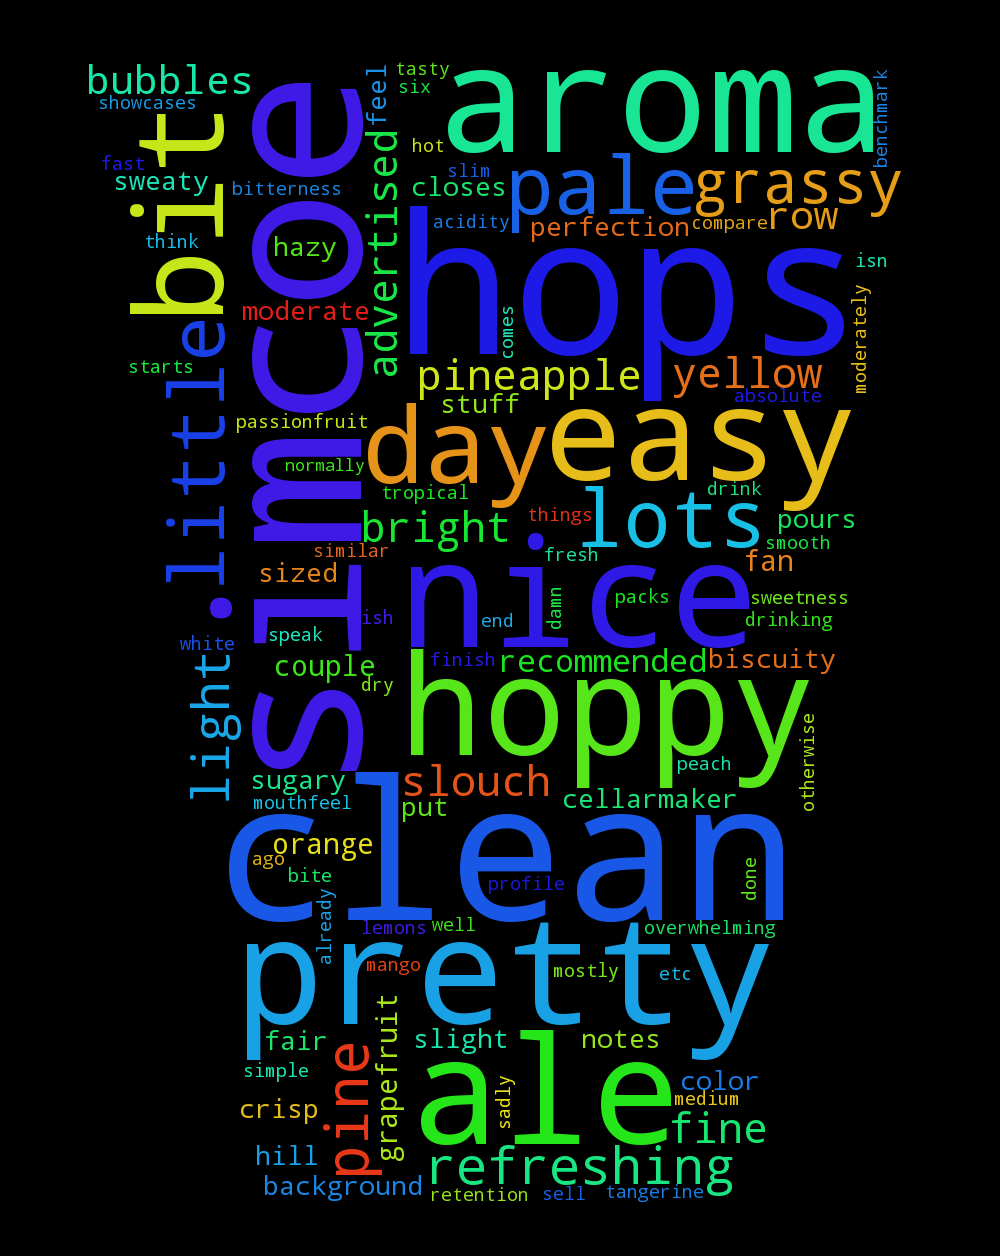 bubbles
tasty
aroma
showcases
six
feel
benchmark
bit
simcoe
hot
fast
slim
pale
grassy
sweaty
bitterness
closes
advertised
acidity
perfection
compare
row
think
hazy
hops
isn
moderate
comes
moderately
little
starts
pineapple
yellow
stuff
absolute
passionfruit
day
easy
normally
tropical
drink
lots
bright
things
pours
similar
fresh
smooth
sized
fan
nice
damn
packs
sweetness
ish
end
drinking
speak
white
light
couple
finish
recommended
biscuity
dry
hoppy
otherwise
peach
sugary
slouch
mouthfeel
put
cellarmaker
clean
orange
ago
bite
profile
done
already
lemons
well
overwhelming
pretty
mango
mostly
etc
grapefruit
fair
slight
notes
pine
ale
simple
color
sadly
medium
crisp
fine
hill
refreshing
background
retention
sell
tangerine